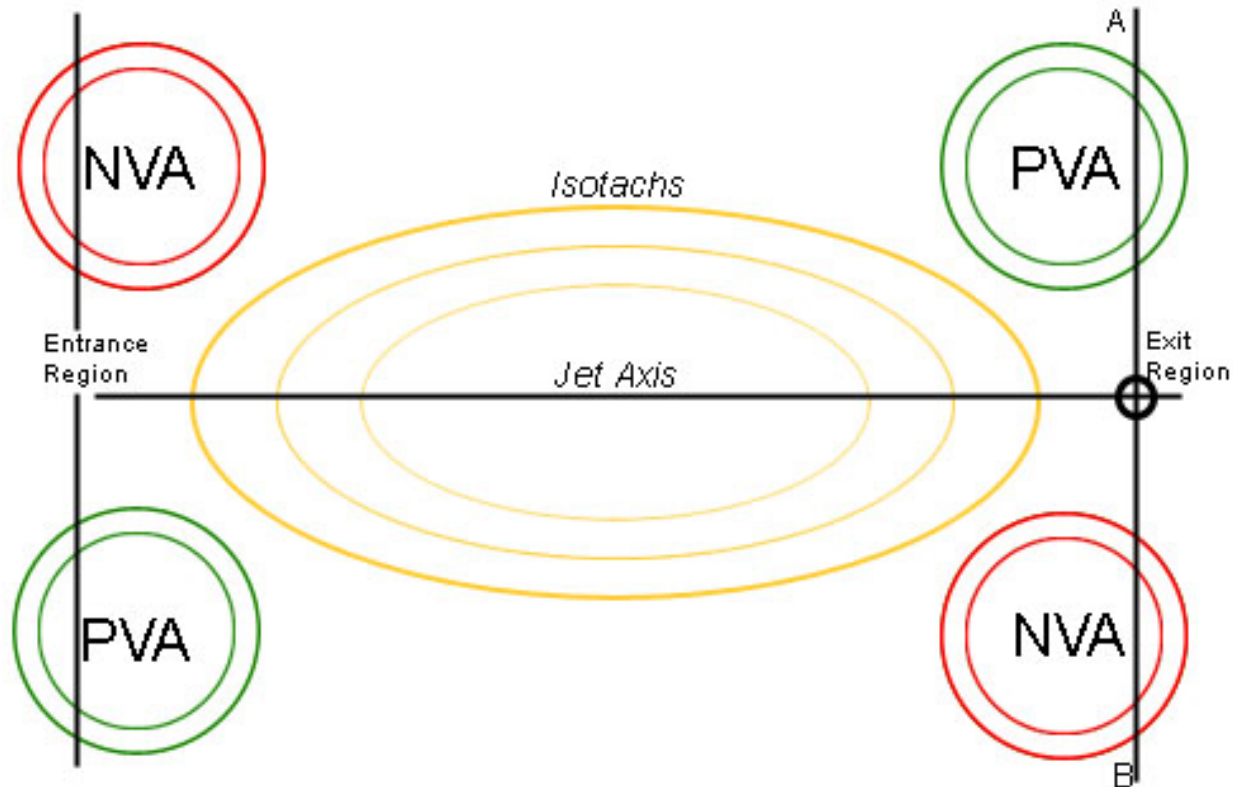 A
NVA
PVA
Isotachs
Entrance
Region
Jet Axis
Exit
Region
PVA
NVA
B